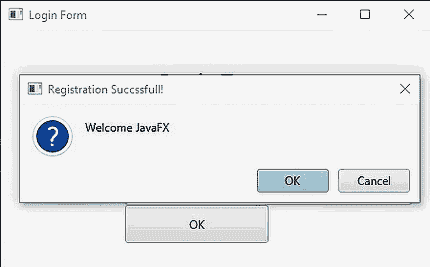 Login Form
Registration Succssfull!
?
Welcome JavaFX
OK
Cancel
OK